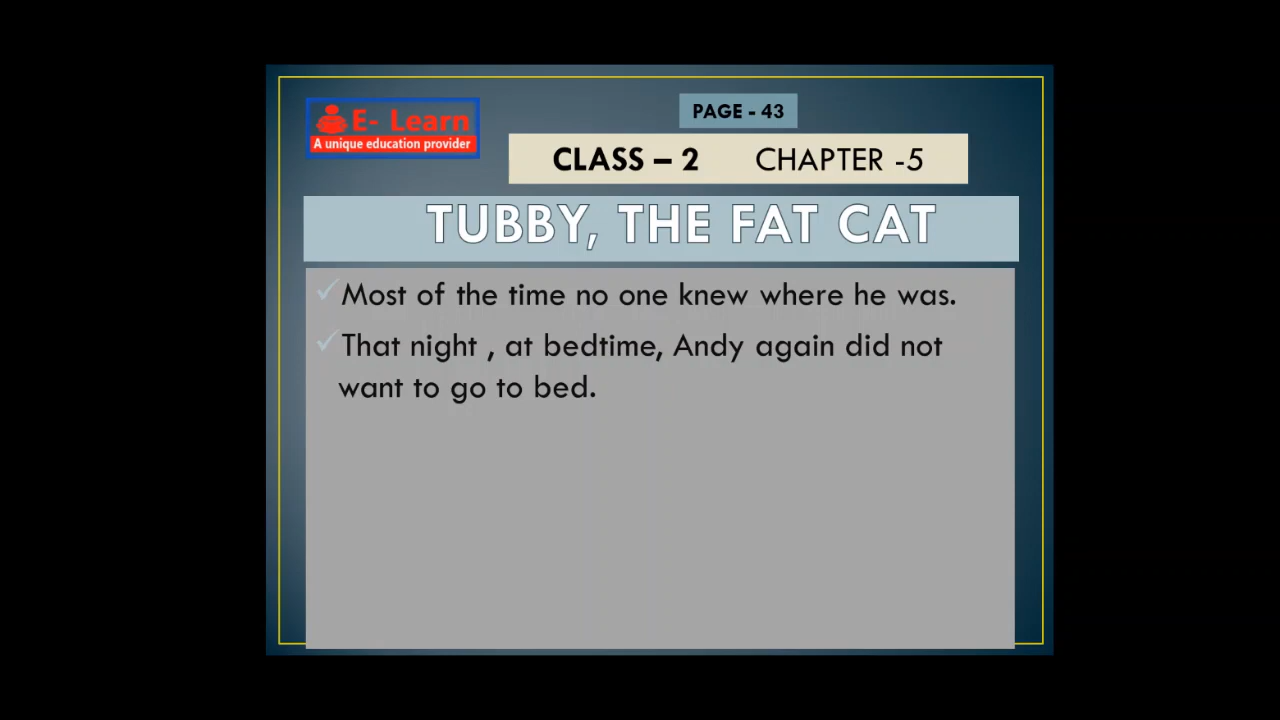 E- Learn
A unique education provider
PAGE - 43
CLASS – 2 CHAPTER -5
TUBBY, THE FAT CAT
✓Most of the time no one knew where he was.
✓That night , at bedtime, Andy again did not
want to go to bed.